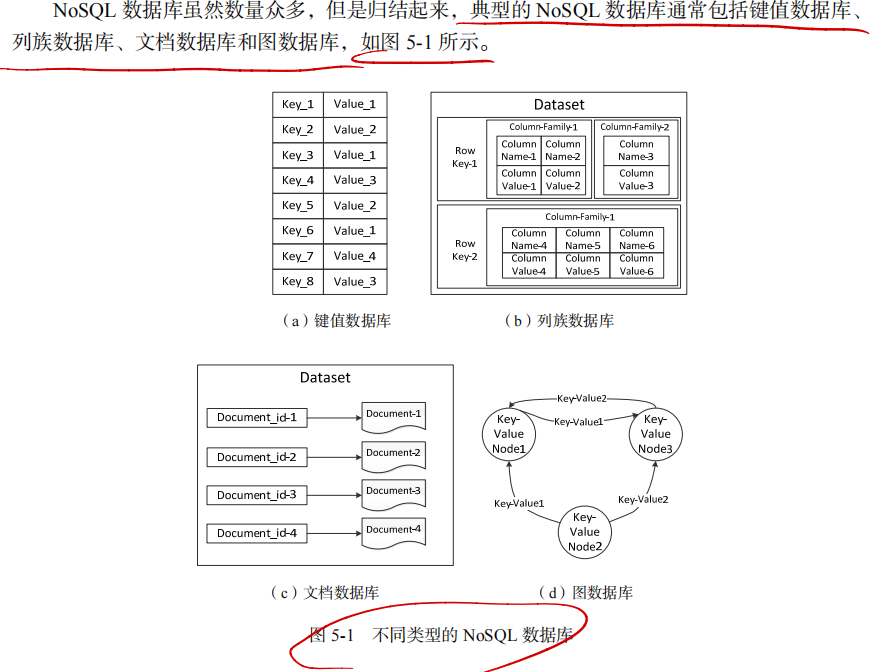 NoSQL 数据库虽然数量众多，但是归结起来，典型的 NoSQL 数据库通常包括键值数据库、
列族数据库、文档数据库和图数据库，如图 5-1 所示。
Key_1 Value_1
Key_2 Value_2
Key_3 Value_1
Key_4 Value_3
Key_5 Value_2
Key_6 Value_1
Key_7 Value_4
Key_8 Value_3
（a）键值数据库
Dataset
Row
Key-1
Column-Family-1
Column
Name-1
Column
Name-2
Column
Value-1
Column
Value-2
Column-Family-2
Column
Name-3
Column
Value-3
Row
Key-2
Column-Family-1
Column
Name-4
Column
Name-5
Column
Name-6
Column
Value-4
Column
Value-5
Column
Value-6
（b）列族数据库
Dataset
Document_id-1 Document-1
Document_id-2 Document-2
Document_id-3 Document-3
Document_id-4 Document-4
（c）文档数据库
Key-Value2
Key-Value1
Key-
Value
Node1
Key-
Value
Node3
Key-Value1
Key-Value2
Key-
Value
Node2
（d）图数据库
图 5-1 不同类型的 NoSQL 数据库